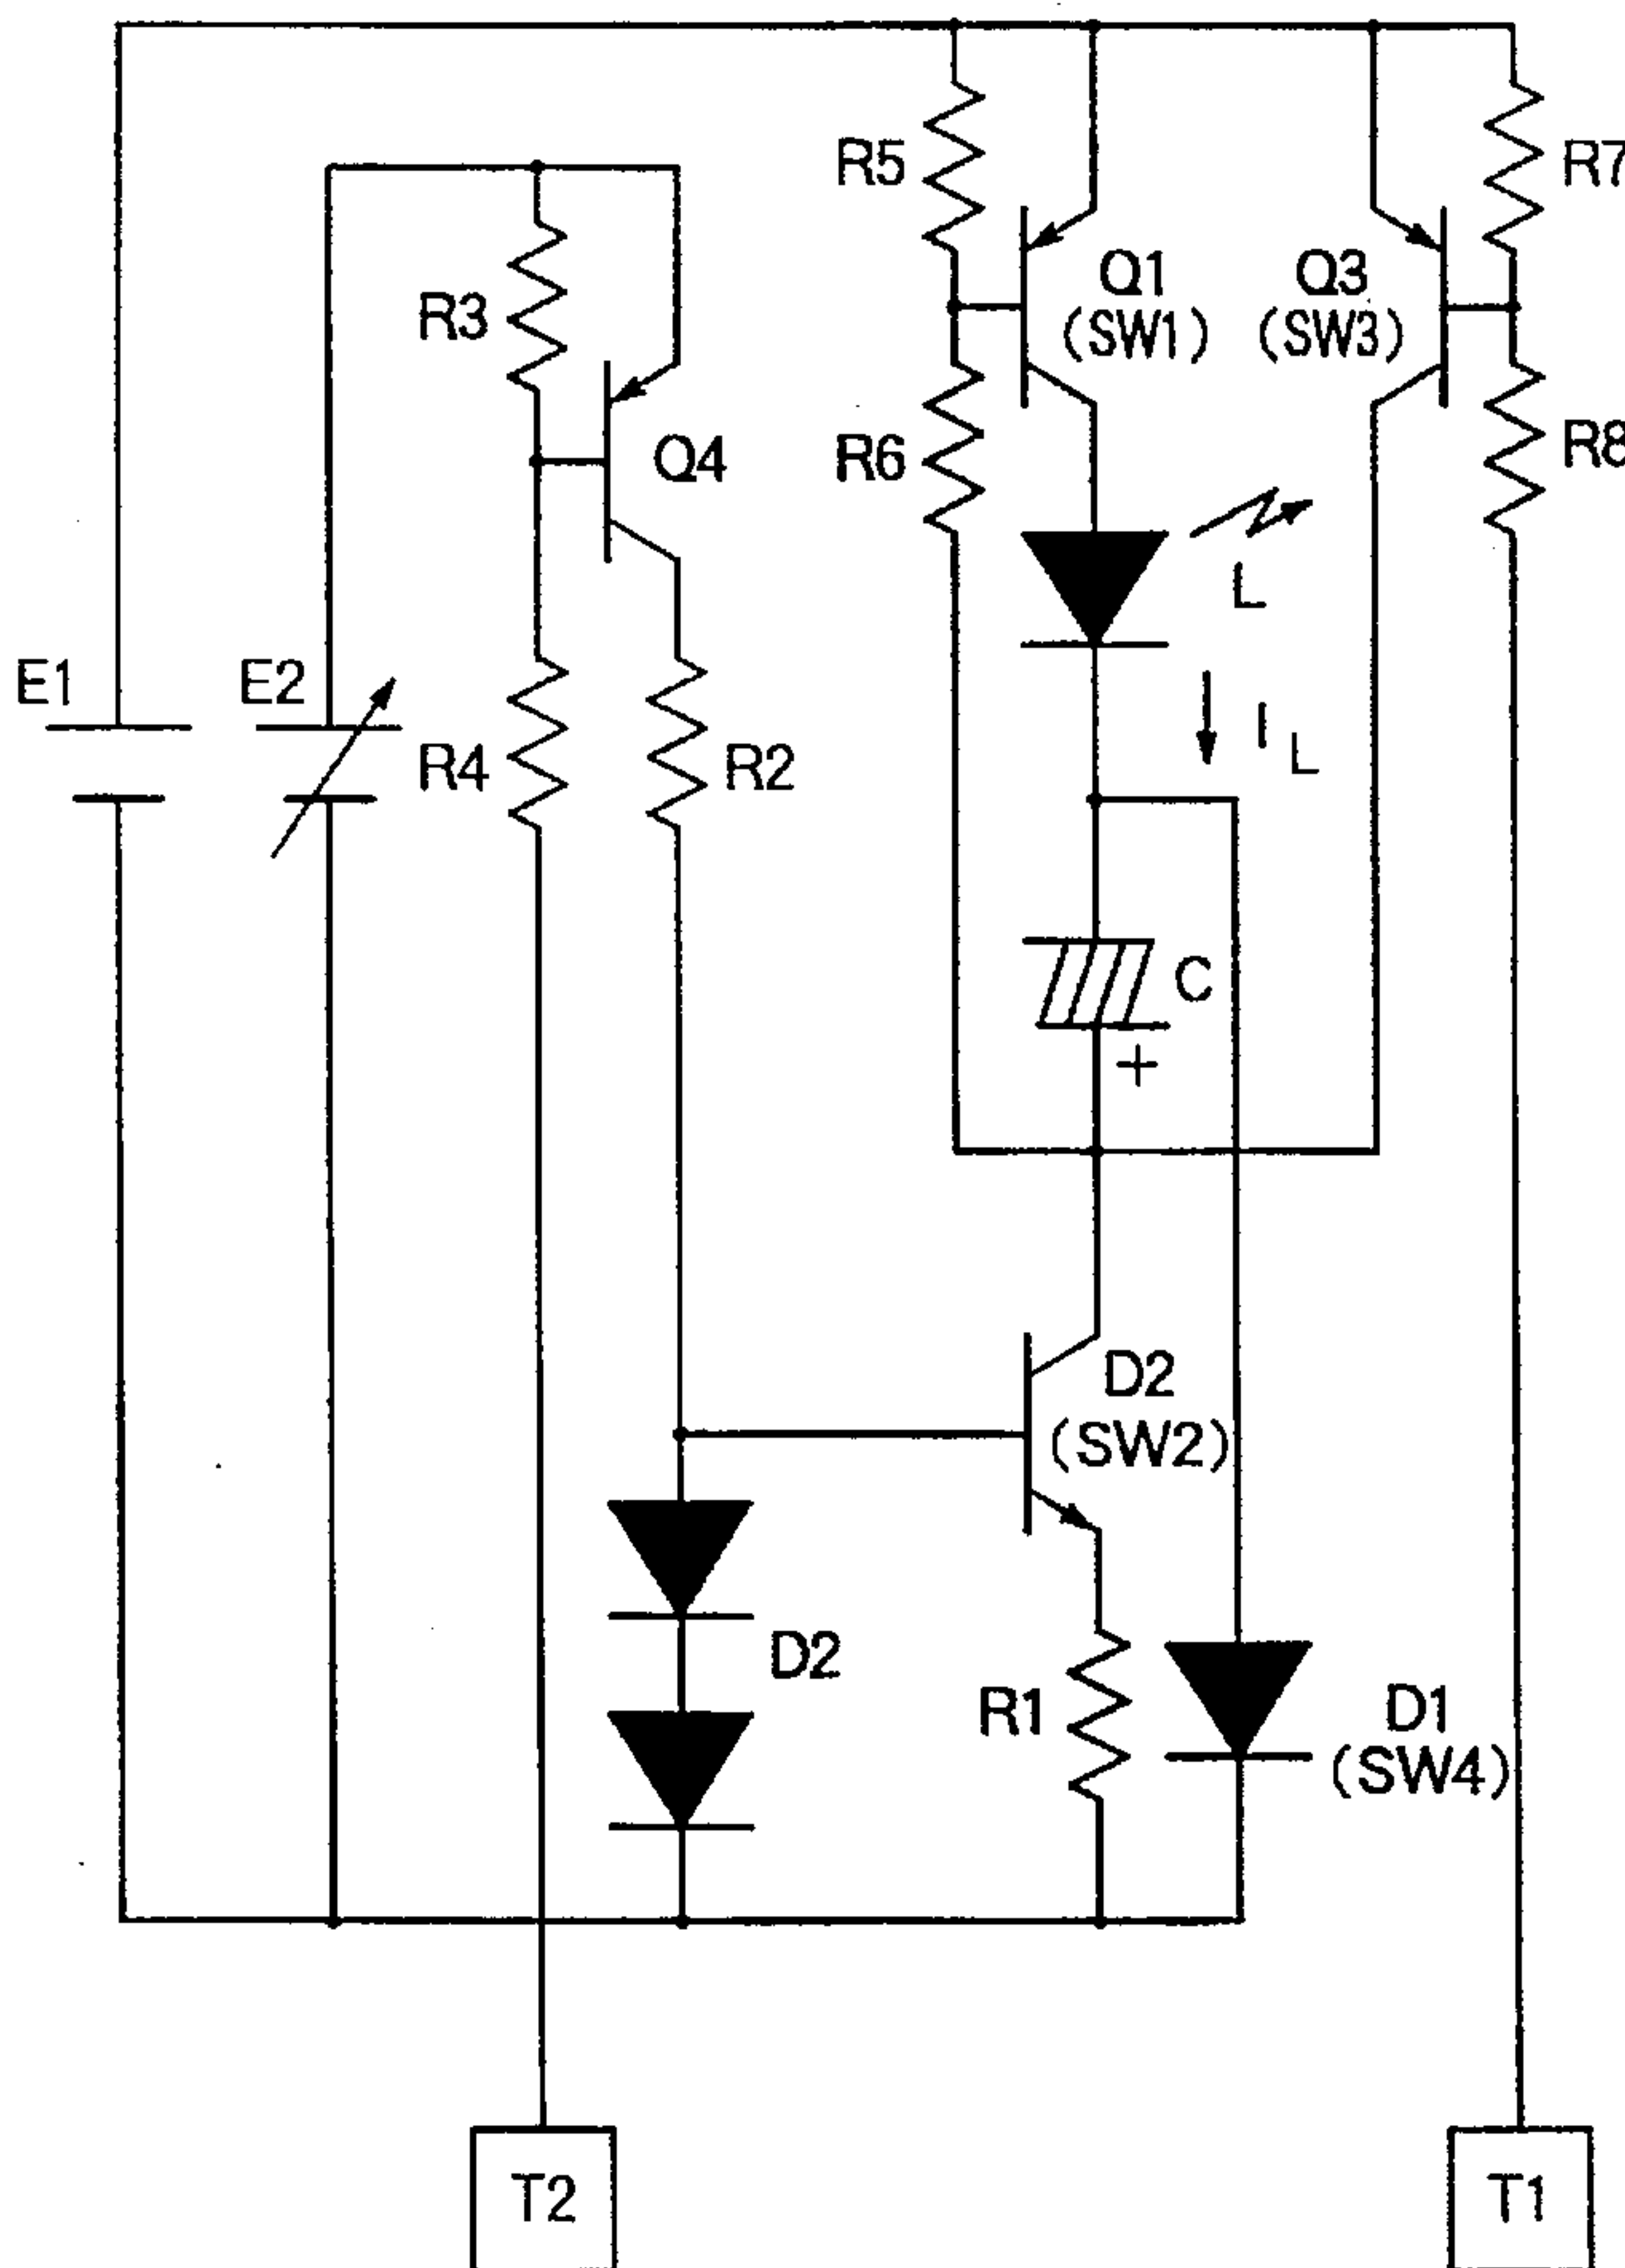 R5
R7
Q1
(SW1)
Q3
(SW3)
R3
Q4
R6
R8
L
E1
E2
R4
R2
I L
C
+
D2
(SW2)
D2
R1
D1
(SW4)
T2
T1